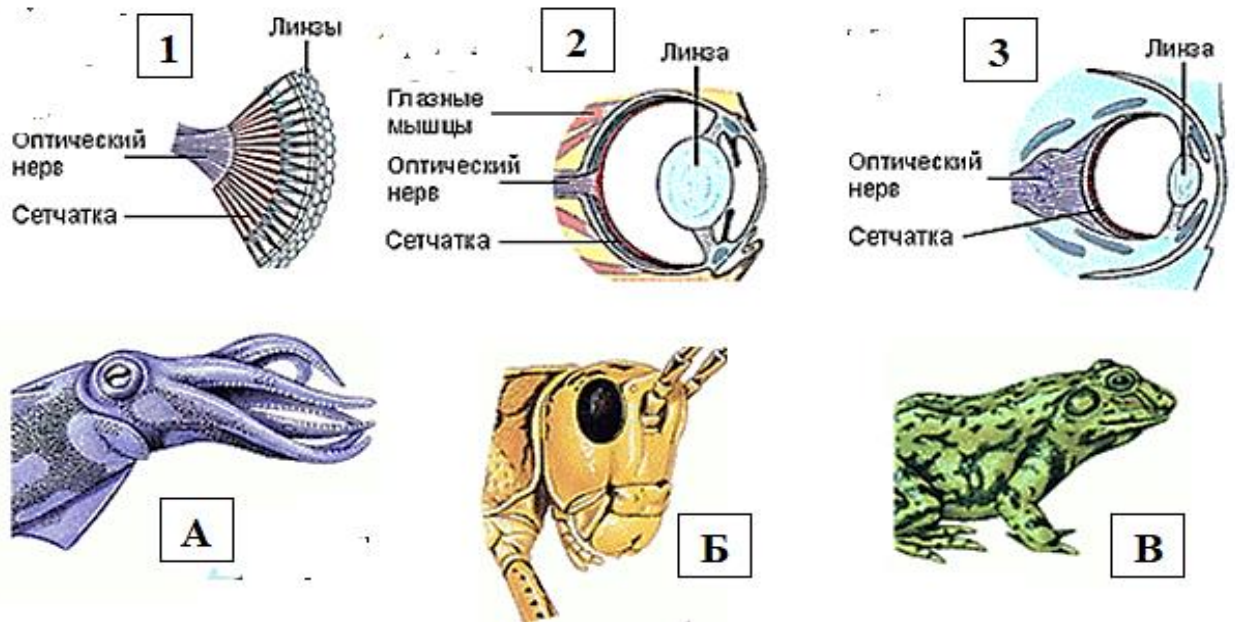 1
Линзы
Оптический
нерв
Сетчатка
2
Линза
Глазные
мышцы
Оптический
нерв
Сетчатка
3
Линза
Оптический
нерв
Сетчатка
А
Б
В